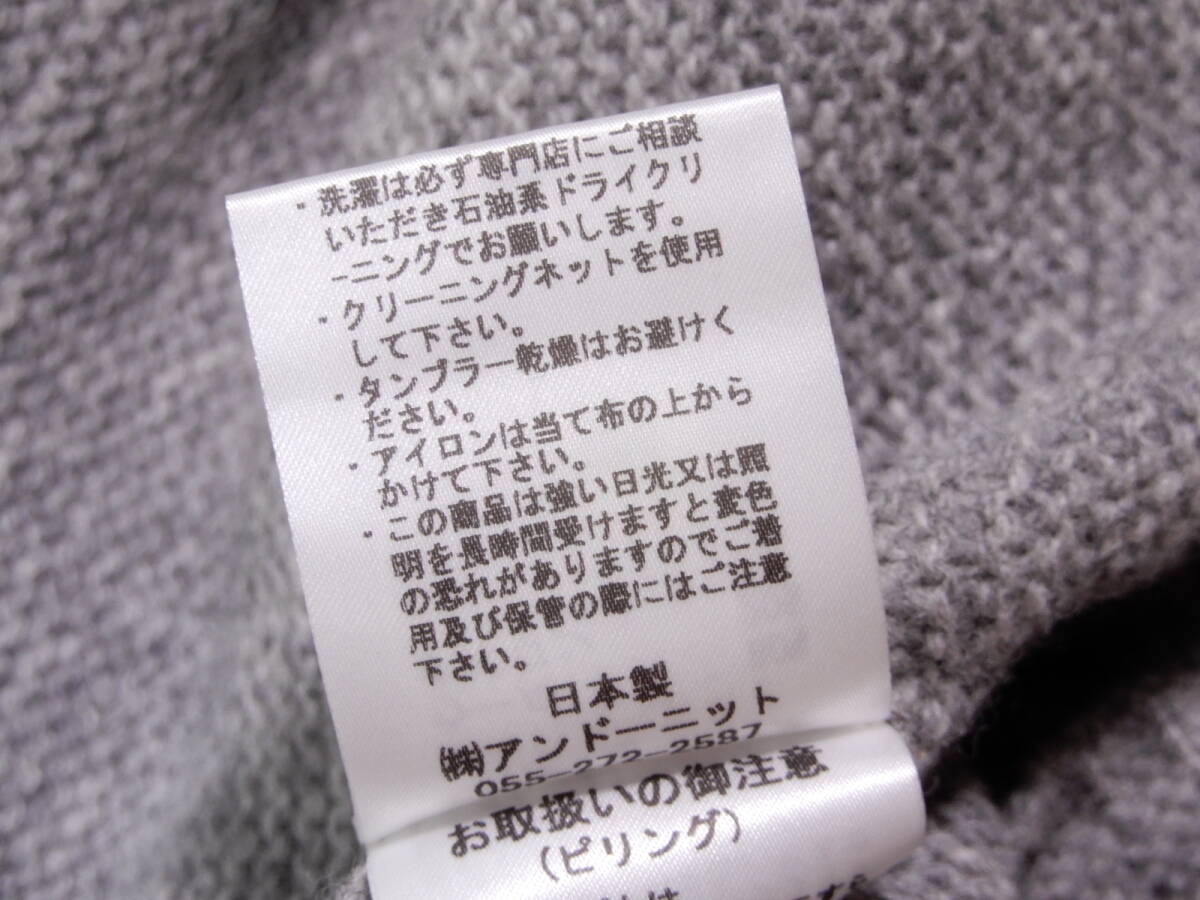 ・洗濯は必ず専門店にご相談
いただき石油系ドライクリ
ーニングでお願いします。
・クリーニングネットを使用
して下さい。
・タンブラー乾燥はお避けく
ださい。
・アイロンは当て布の上から
かけて下さい。
・この商品は強い日光又は照
明を長時間受けますと変色
の恐れがありますのでご着
用及び保管の際にはご注意
下さい。
日本製
㈱アンドーニット
055-272-2587
お取扱いの御注意
(ピリング)